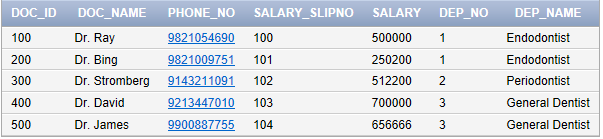 DOC_ID DOC_NAME PHONE_NO SALARY_SLIPNO SALARY DEP_NO DEP_NAME
100 Dr. Ray 9821054690 100 500000 1 Endodontist
200 Dr. Bing 9821009751 101 250200 1 Endodontist
300 Dr. Stromberg 9143211091 102 512200 2 Periodontist
400 Dr. David 9213447010 103 700000 3 General Dentist
500 Dr. James 9900887755 104 656666 3 General Dentist